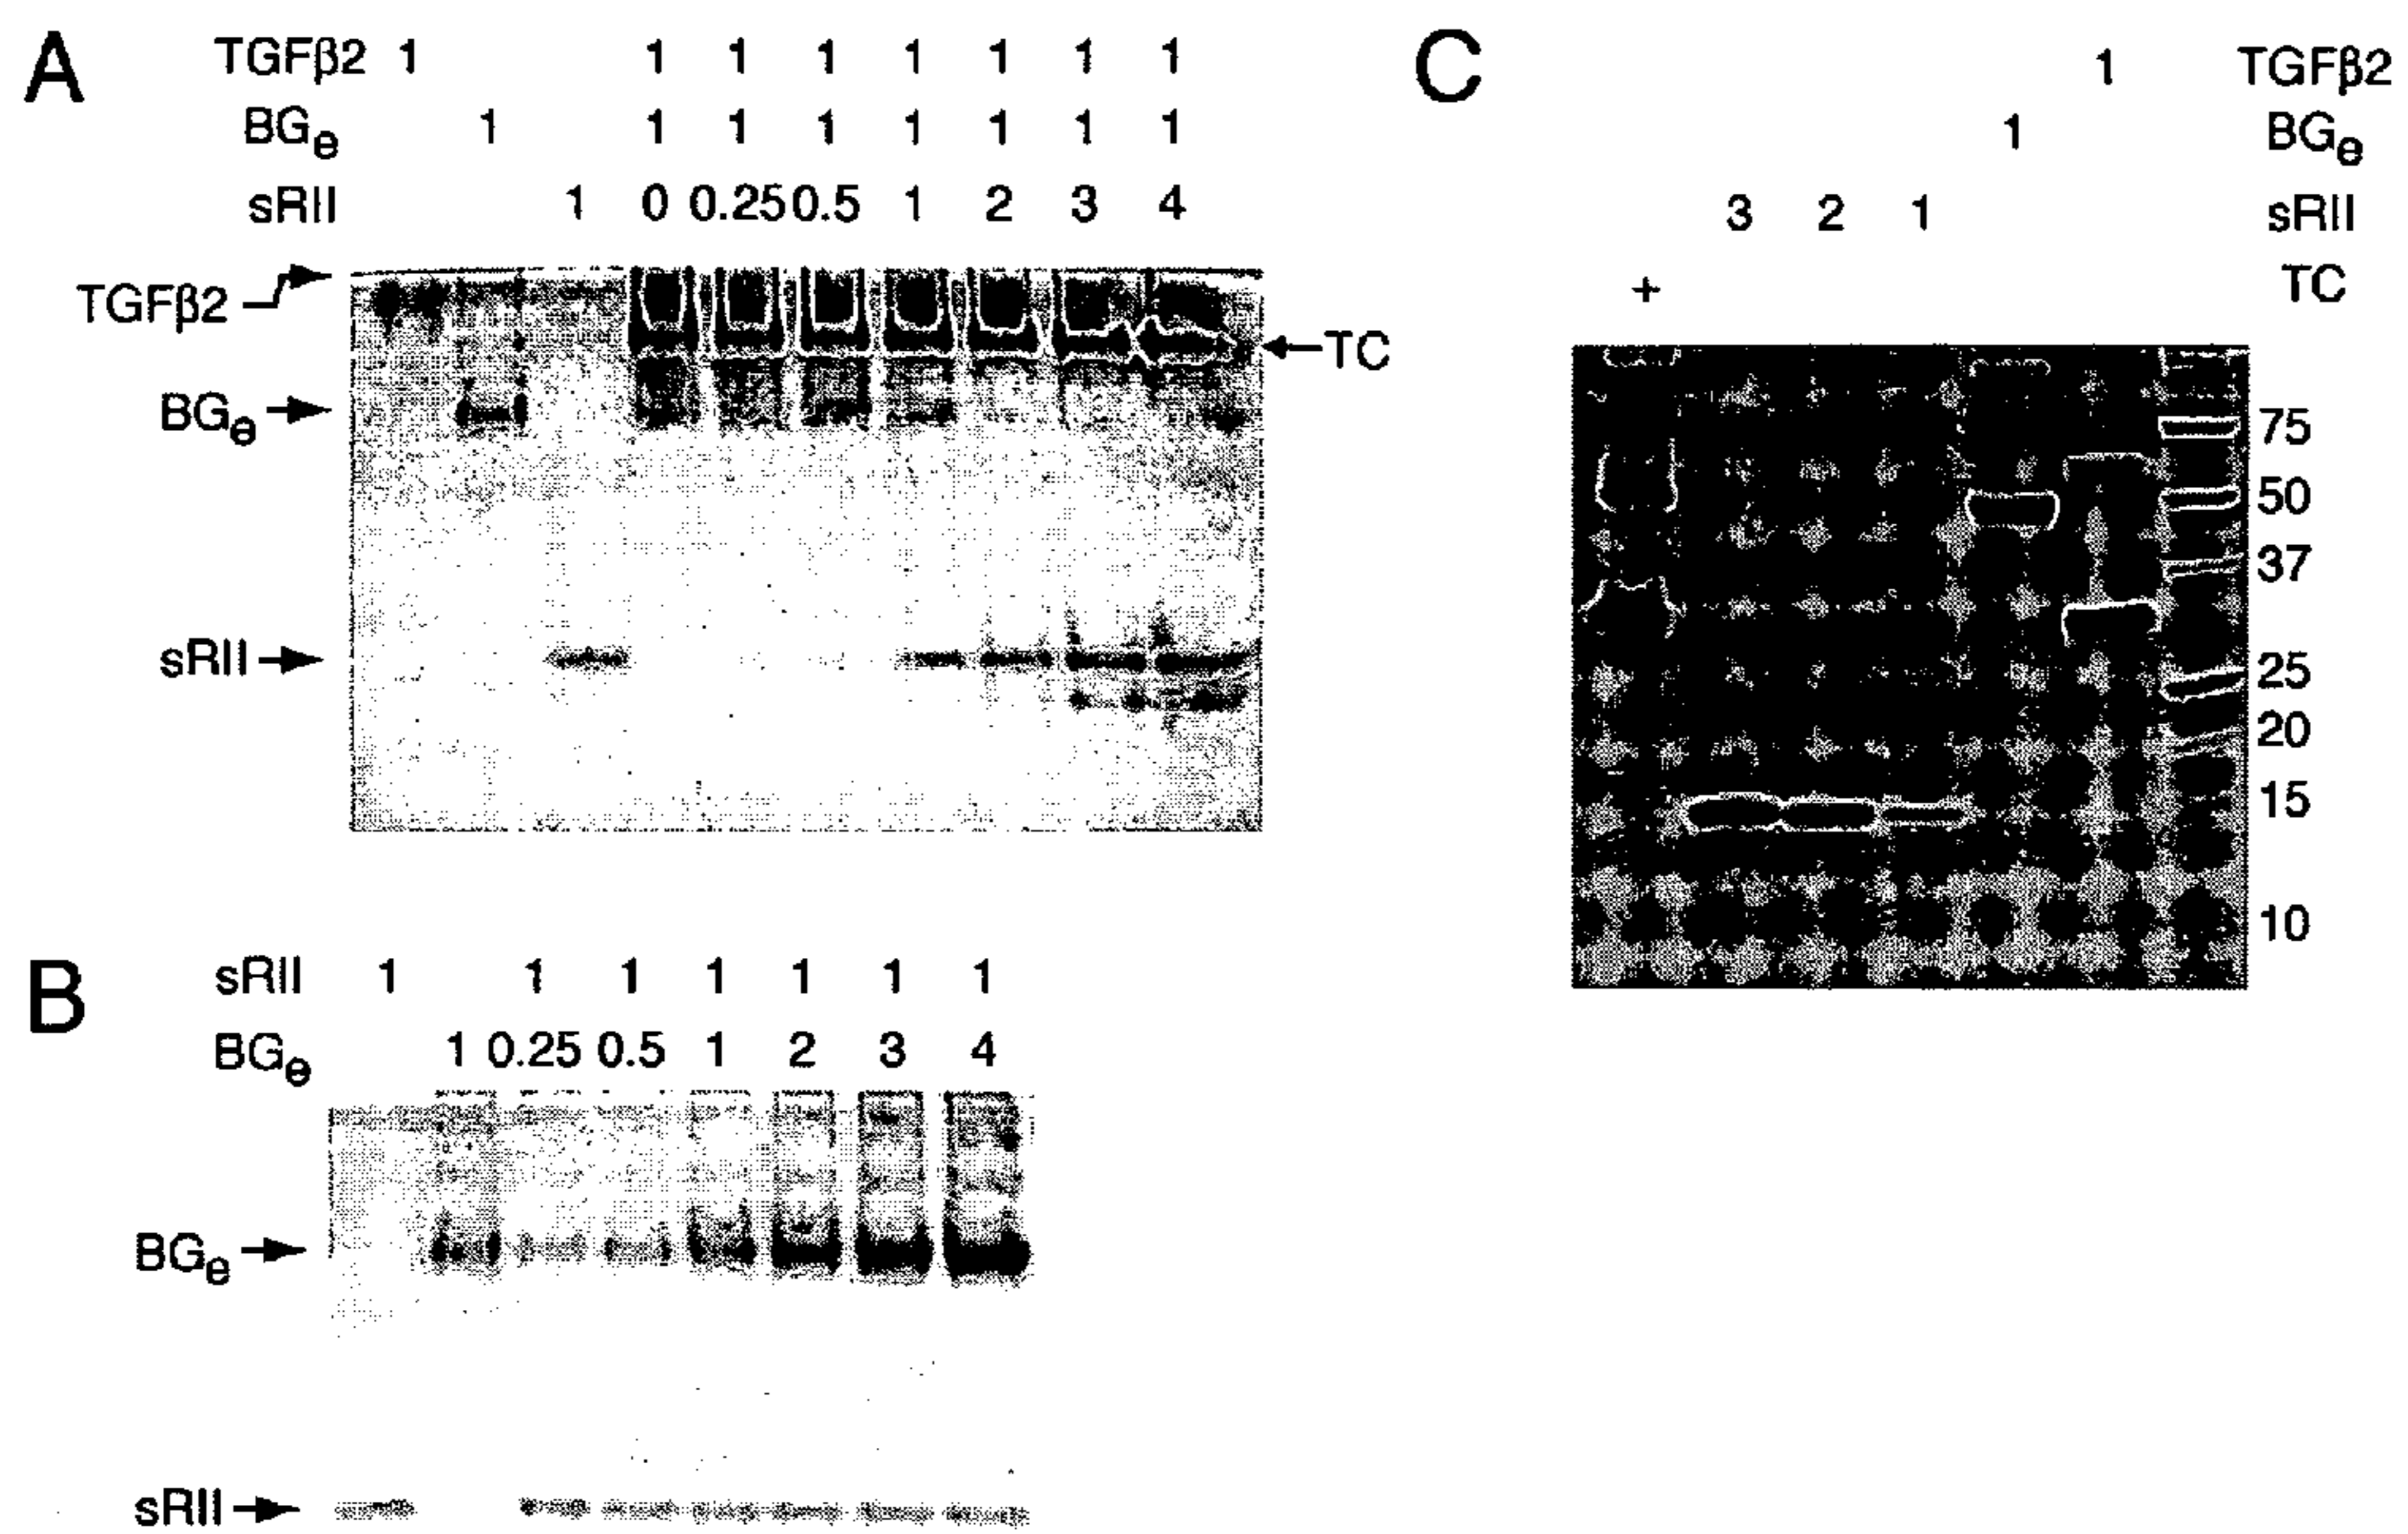 A
TGFβ2 1 1 1 1 1 1 1 1
BGe 1 1 1 1 1 1 1 1
sRII 1 0 0.25 0.5 1 2 3 4
TGFβ2
TC
BGe
sRII
B
sRII 1 1 1 1 1 1 1
BGe 1 0.25 0.5 1 2 3 4
BGe
sRII
C
1 TGFβ2
1 BGe
3 2 1 sRII
+ TC
75
50
37
25
20
15
10